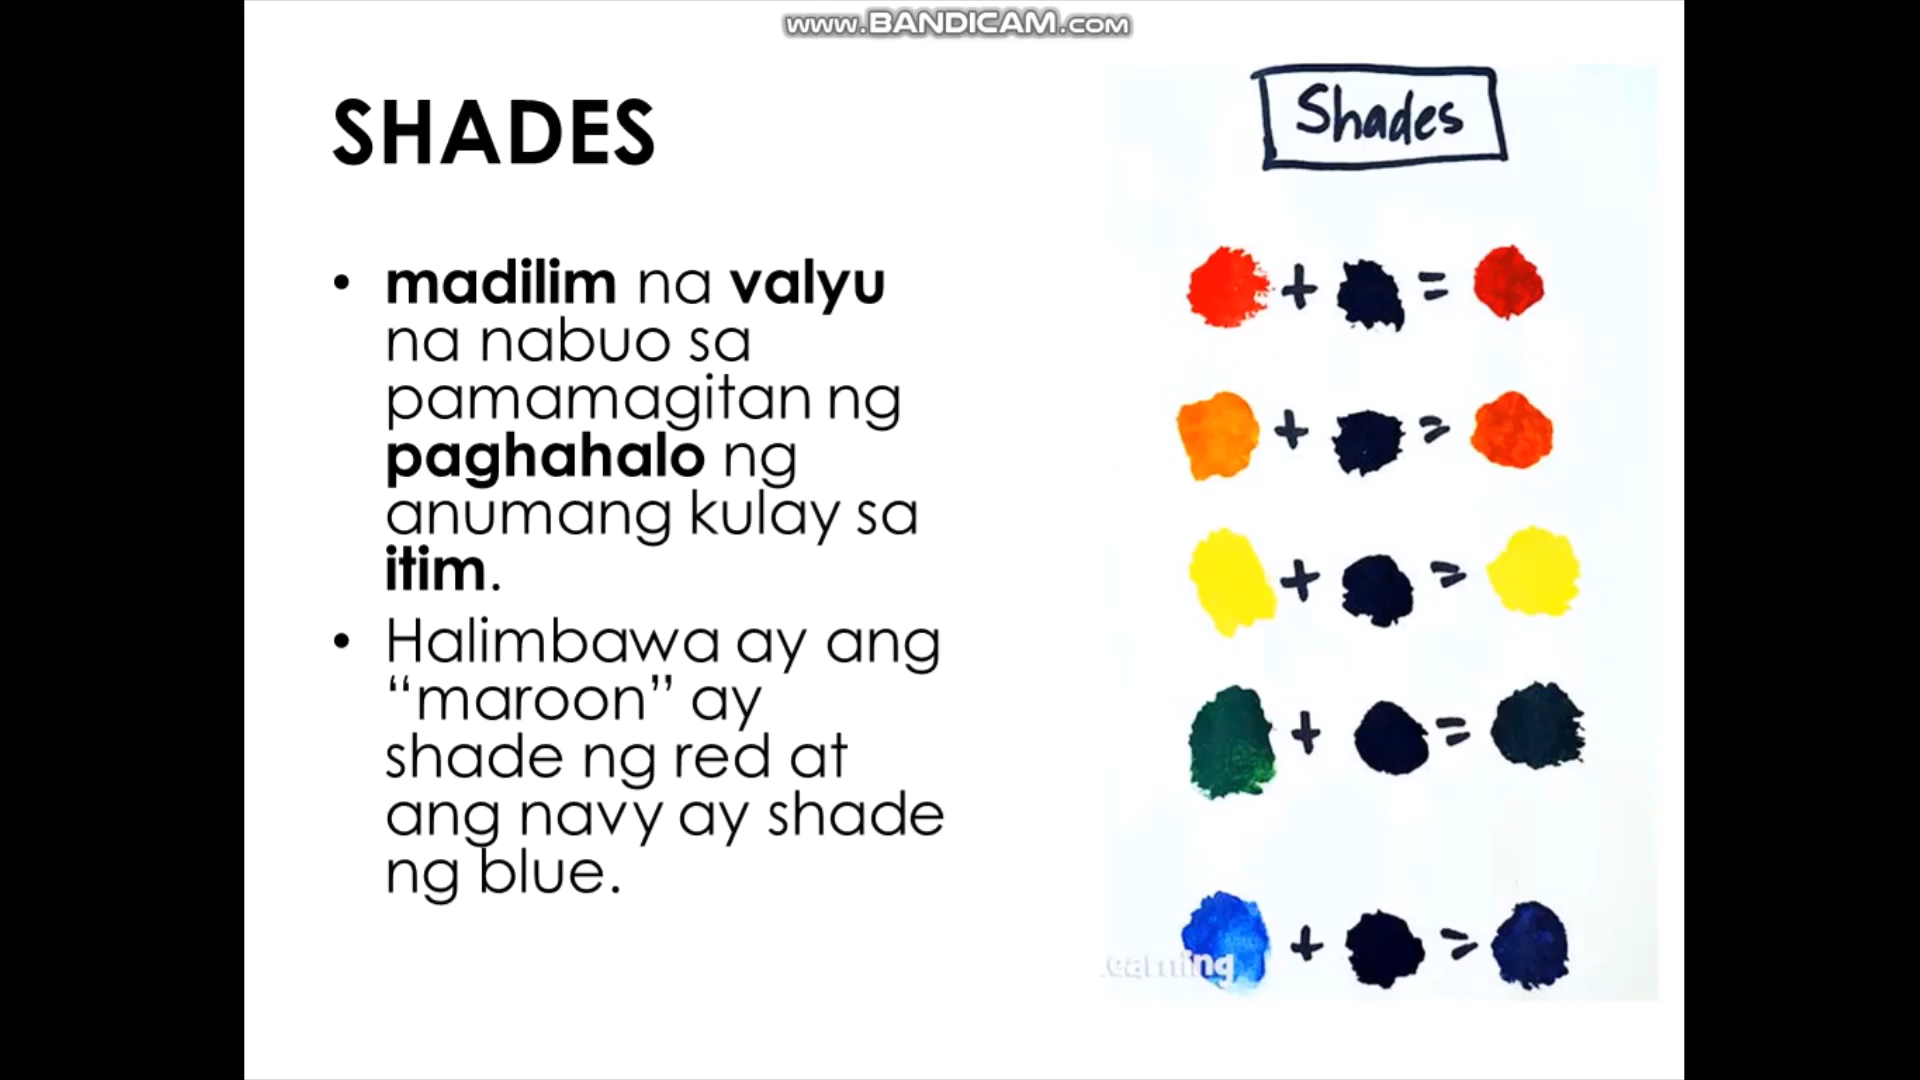 www.BANDICAM.com
SHADES
• madilim na valyu
na nabuo sa
pamamagitan ng
paghahalo ng
anumang kulay sa
itim.
• Halimbawa ay ang
“maroon” ay
shade ng red at
ang navy ay shade
ng blue.
Shades
+ =
+ =
+ =
+ =
+ =
earning